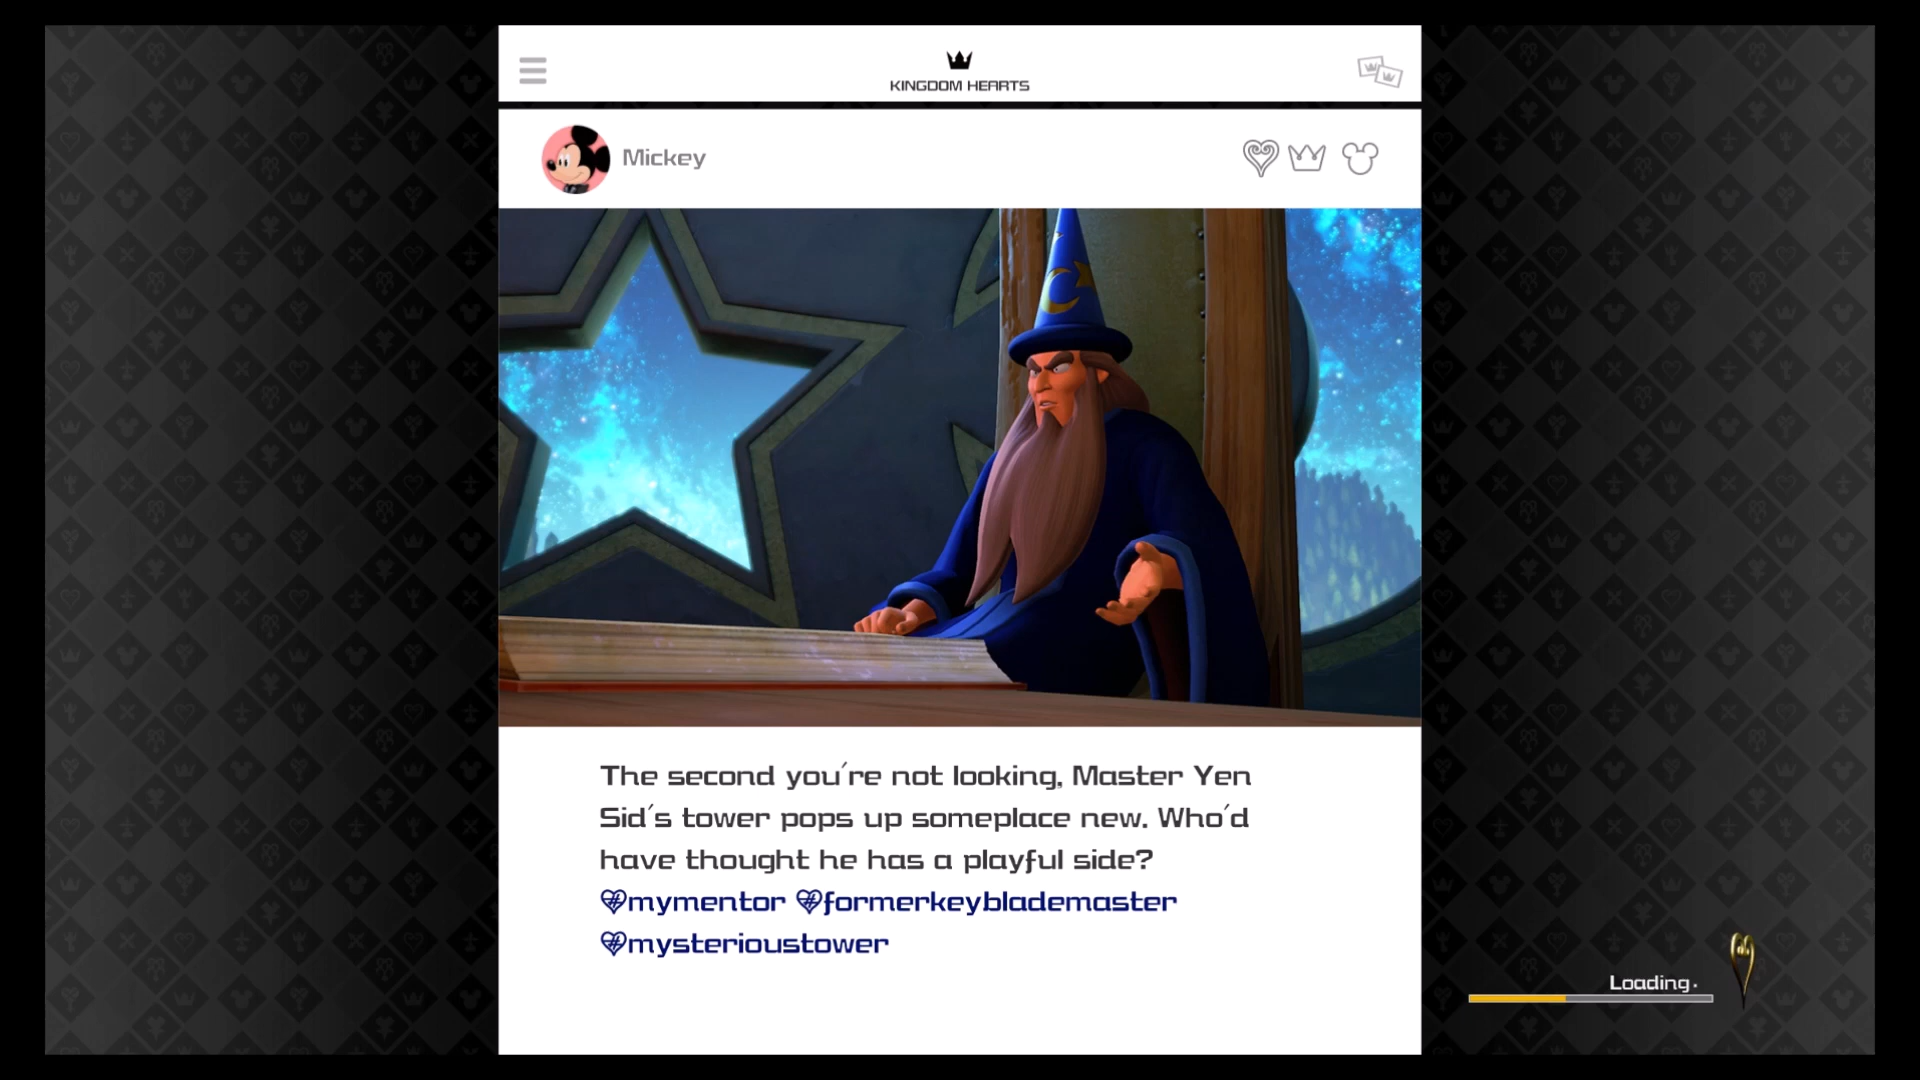 KINGDOM HEARTS
Mickey
The second you're not looking, Master Yen
Sid's tower pops up someplace new. Who'd
have thought he has a playful side?
#mymentor #formerkeyblademaster
#mysterioustower
Loading.